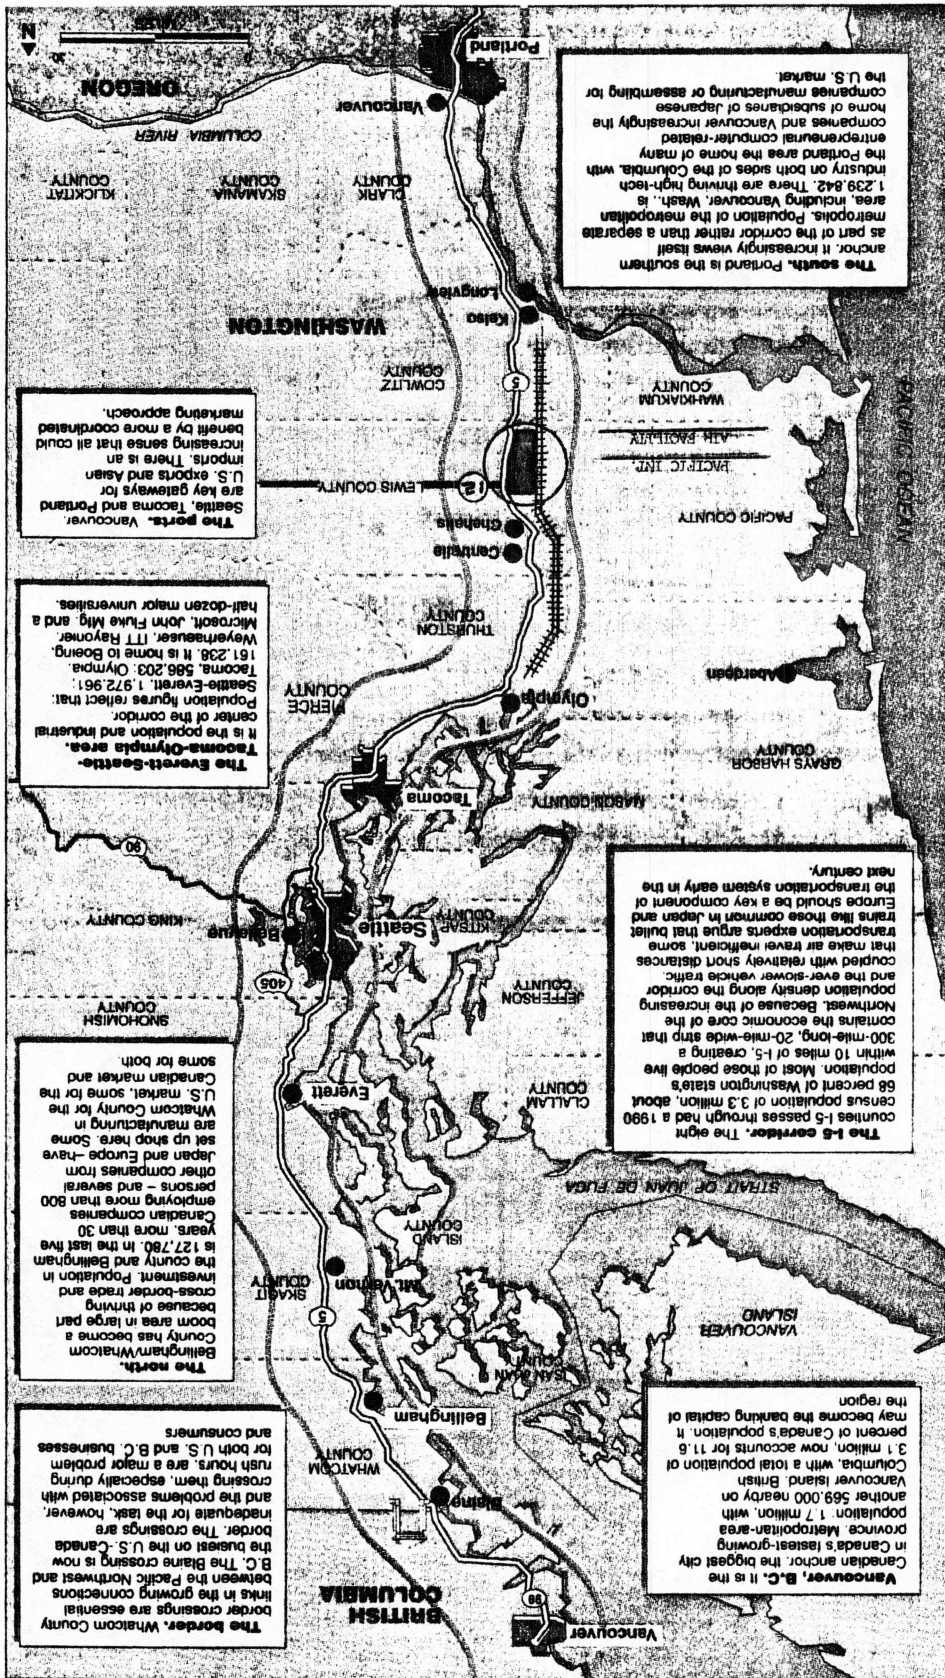 Vancouver, B.C. It is the
Canadian anchor, the biggest city
in Canada's fastest-growing
province. Metropolitan-area
population: 1.7 million, with
another 569,000 nearby on
Vancouver Island. British
Columbia, with a total population of
3.1 million, now accounts for 11.6
percent of Canada's population. It
may become the banking capital of
the region
Vancouver
99
BRITISH
COLUMBIA
The border. Whatcom County
border crossings are essential
links in the growing connections
between the Pacific Northwest and
B.C. The Blaine crossing is now
the busiest on the U.S.-Canada
border. The crossings are
inadequate for the task, however,
and the problems associated with
crossing them, especially during
rush hours, are a major problem
for both U.S. and B.C. businesses
and consumers
Blaine
WHATCOM
COUNTY
Bellingham
SAN JUAN
COUNTY
VANCOUVER
ISLAND
5
The north.
Bellingham/Whatcom
County has become a
boom area in large part
because of thriving
cross-border trade and
investment. Population in
the county and Bellingham
is 127,780. In the last five
years, more than 30
Canadian companies
employing more than 800
persons – and several
other companies from
Japan and Europe –have
set up shop here. Some
are manufacturing in
Whatcom County for the
U.S. market, some for the
Canadian market and
some for both.
Mt. Vernon
SKAGIT
COUNTY
ISLAND
COUNTY
STRAIT OF JUAN DE FUGA
The I-5 corridor. The eight
counties I-5 passes through had a 1990
census population of 3.3 million, about
68 percent of Washington state's
population. Most of those people live
within 10 miles of I-5, creating a
300-mile-long, 20-mile-wide strip that
contains the economic core of the
Northwest. Because of the increasing
population density along the corridor
and the ever-slower vehicle traffic,
coupled with relatively short distances
that make air travel inefficient, some
transportation experts argue that bullet
trains like those common in Japan and
Europe should be a key component of
the transportation system early in the
next century.
CLALLAM
COUNTY
Everett
SNOHOMISH
COUNTY
JEFFERSON
COUNTY
405
KITSAP
COUNTY
Seattle
Bellevue
KING COUNTY
90
GRAYS HARBOR
COUNTY
MASON COUNTY
Tacoma
The Everett-Seattle-
Tacoma-Olympia area.
It is the population and industrial
center of the corridor.
Population figures reflect that:
Seattle-Everett, 1,972,961;
Tacoma, 586,203; Olympia,
161,238. It is home to Boeing,
Weyerhaeuser, ITT Rayonier,
Microsoft, John Fluke Mfg. and a
half-dozen major universities.
Aberdeen
Olympia
PIERCE
COUNTY
THURSTON
COUNTY
Centralia
Chehalis
PACIFIC OCEAN
PACIFIC COUNTY
12
LEWIS COUNTY
The ports. Vancouver,
Seattle, Tacoma and Portland
are key gateways for
U.S. exports and Asian
imports. There is an
increasing sense that all could
benefit by a more coordinated
marketing approach.
PACIFIC INT.
AIR FACILITY
WAHKIAKUM
COUNTY
5
COWLITZ
COUNTY
WASHINGTON
Kelso
Longview
The south. Portland is the southern
anchor. It increasingly views itself
as part of the corridor rather than a separate
metropolis. Population of the metropolitan
area, including Vancouver, Wash., is
1,239,842. There are thriving high-tech
industry on both sides of the Columbia, with
the Portland area the home of many
entrepreneurial computer-related
companies and Vancouver increasingly the
home of subsidiaries of Japanese
companies manufacturing or assembling for
the U.S. market.
CLARK
COUNTY
SKAMANIA
COUNTY
KLICKITAT
COUNTY
COLUMBIA RIVER
Vancouver
Portland
OREGON
0
20
MILES
N